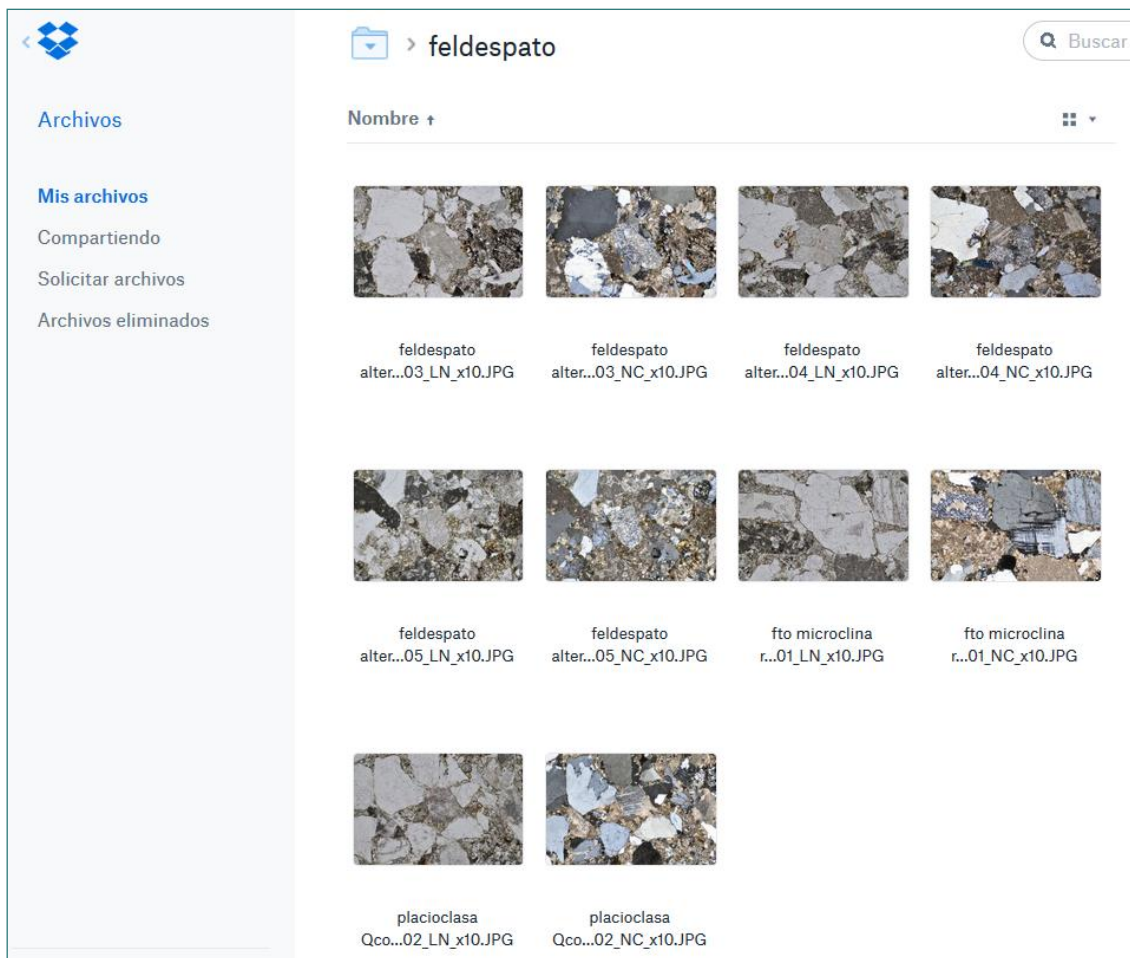 feldespato
Buscar
Archivos
Nombre
Mis archivos
Compartiendo
Solicitar archivos
Archivos eliminados
feldespato
alter...03_LN_x10.JPG
feldespato
alter...03_NC_x10.JPG
feldespato
alter...04_LN_x10.JPG
feldespato
alter...04_NC_x10.JPG
feldespato
alter...05_LN_x10.JPG
feldespato
alter...05_NC_x10.JPG
fto microclina
r...01_LN_x10.JPG
fto microclina
r...01_NC_x10.JPG
placioclasa
Qco...02_LN_x10.JPG
placioclasa
Qco...02_NC_x10.JPG